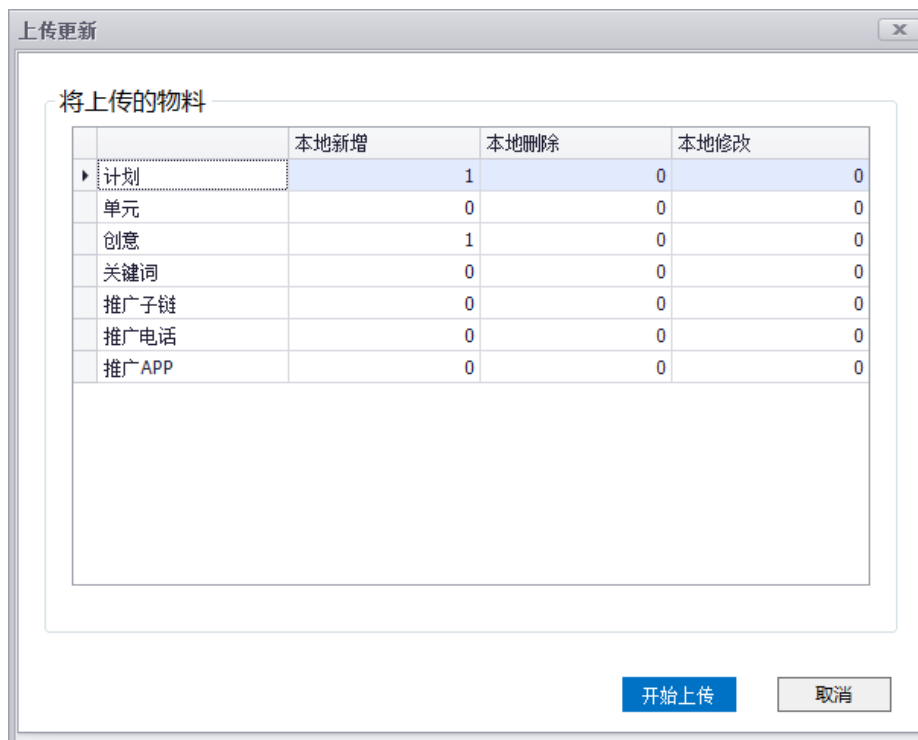 上传更新
将上传的物料
本地新增 本地删除 本地修改
计划 1 0 0
单元 0 0 0
创意 1 0 0
关键词 0 0 0
推广子链 0 0 0
推广电话 0 0 0
推广APP 0 0 0
开始上传 取消